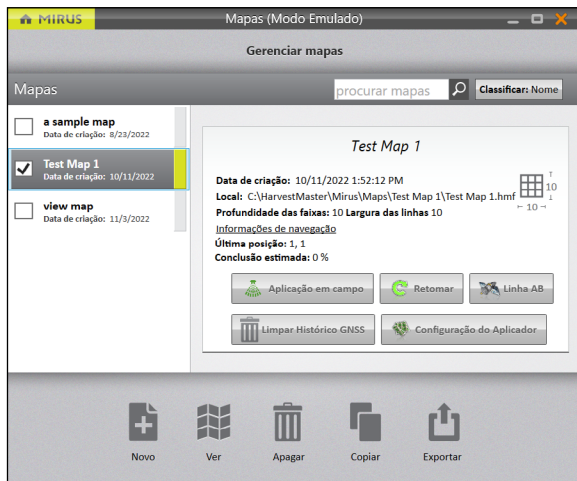 MIRUS
Mapas (Modo Emulado)
Gerenciar mapas
Mapas
procurar mapas
Classificar: Nome
a sample map
Data de criação: 8/23/2022
Test Map 1
Data de criação: 10/11/2022
view map
Data de criação: 11/3/2022
Test Map 1
Data de criação: 10/11/2022 1:52:12 PM
Local: C:\HarvestMaster\Mirus\Maps\Test Map 1\Test Map 1.hmf
Profundidade das faixas: 10 Largura das linhas 10
↑
10
↓
← 10 →
Informações de navegação
Última posição: 1, 1
Conclusão estimada: 0 %
Aplicação em campo
Retomar
Linha AB
Limpar Histórico GNSS
Configuração do Aplicador
Novo
Ver
Apagar
Copiar
Exportar